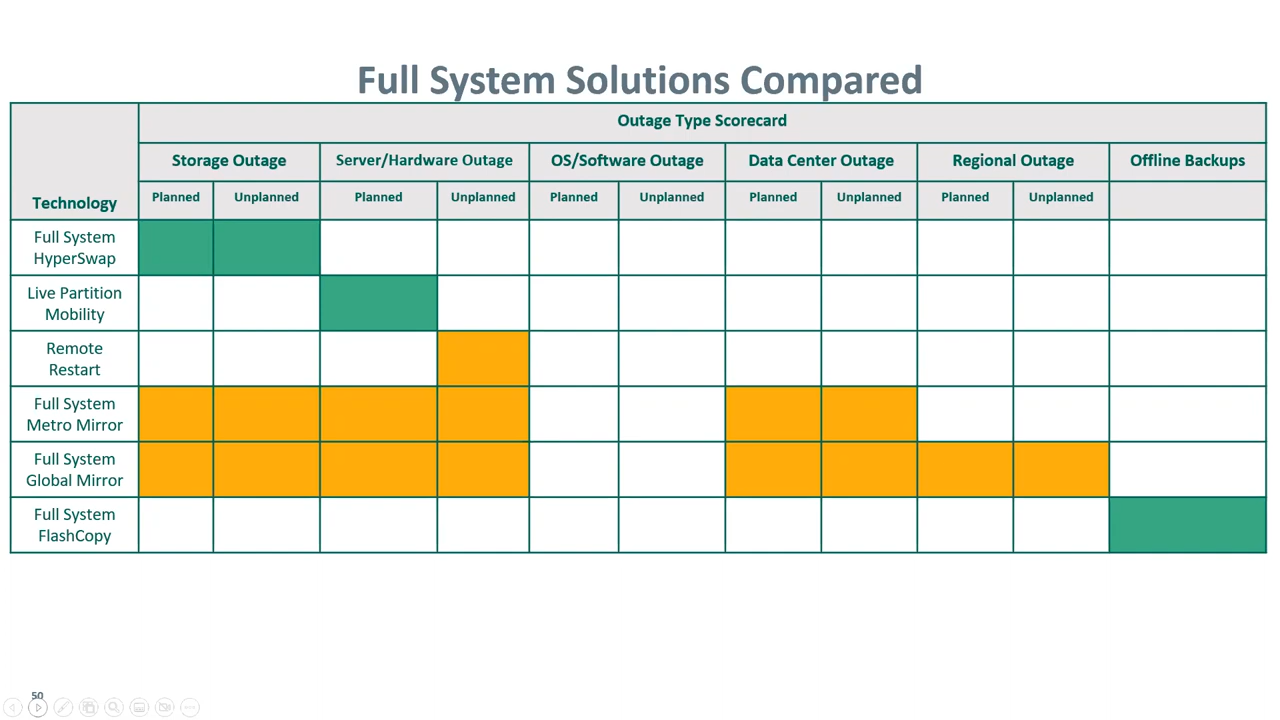 Full System Solutions Compared
Outage Type Scorecard
Storage Outage
Server/Hardware Outage
OS/Software Outage
Data Center Outage
Regional Outage
Offline Backups
Technology
Planned
Unplanned
Planned
Unplanned
Planned
Unplanned
Planned
Unplanned
Planned
Unplanned
Full System
HyperSwap
Live Partition
Mobility
Remote
Restart
Full System
Metro Mirror
Full System
Global Mirror
Full System
FlashCopy
50